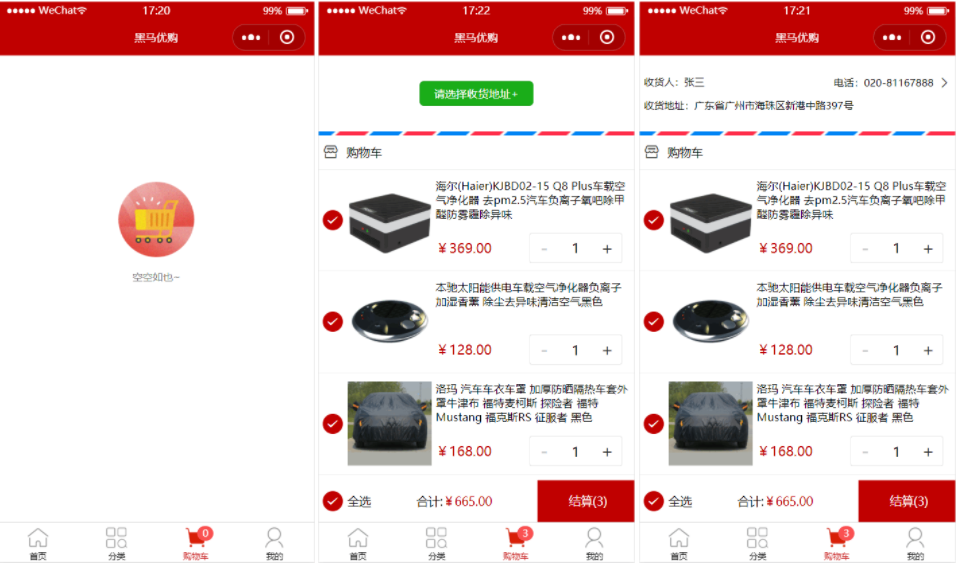 WeChat 17:20 99%
黑马优购
空空如也~
首页 分类 购物车 0 我的
WeChat 17:22 99%
黑马优购
请选择收货地址+
购物车
海尔(Haier)KJBD02-15 Q8 Plus车载空
气净化器 去pm2.5汽车负离子氧吧除甲
醛防雾霾除异味
￥369.00 - 1 +
本驰太阳能供电车载空气净化器负离子
加湿香薰 除尘去异味清洁空气黑色
￥128.00 - 1 +
洛玛 汽车车衣车罩 加厚防晒隔热车套外
罩牛津布 福特麦柯斯 探险者 福特
Mustang 福克斯RS 征服者 黑色
￥168.00 - 1 +
全选 合计:￥665.00 结算(3)
首页 分类 购物车 3 我的
WeChat 17:21 99%
黑马优购
收货人：张三 电话：020-81167888
收货地址：广东省广州市海珠区新港中路397号
购物车
海尔(Haier)KJBD02-15 Q8 Plus车载空
气净化器 去pm2.5汽车负离子氧吧除甲
醛防雾霾除异味
￥369.00 - 1 +
本驰太阳能供电车载空气净化器负离子
加湿香薰 除尘去异味清洁空气黑色
￥128.00 - 1 +
洛玛 汽车车衣车罩 加厚防晒隔热车套外
罩牛津布 福特麦柯斯 探险者 福特
Mustang 福克斯RS 征服者 黑色
￥168.00 - 1 +
全选 合计:￥665.00 结算(3)
首页 分类 购物车 3 我的